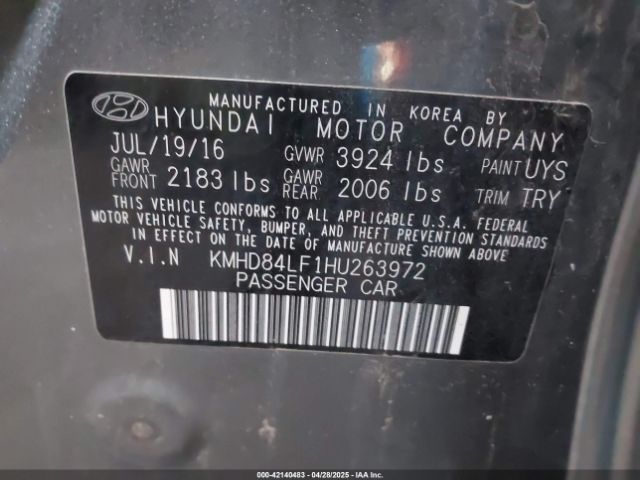 MANUFACTURED IN KOREA BY
HYUNDAI MOTOR COMPANY
JUL/19/16 GVWR 3924 lbs PAINT UYS
GAWR FRONT 2183 lbs GAWR REAR 2006 lbs TRIM TRY
THIS VEHICLE CONFORMS TO ALL APPLICABLE U.S.A. FEDERAL
MOTOR VEHICLE SAFETY, BUMPER, AND THEFT PREVENTION STANDARDS
IN EFFECT ON THE DATE OF MANUFACTURE SHOWN ABOVE.
V.I.N KMHD84LF1HU263972
PASSENGER CAR
000-42140483 - 04/28/2025 - Copyright IAA, Inc.